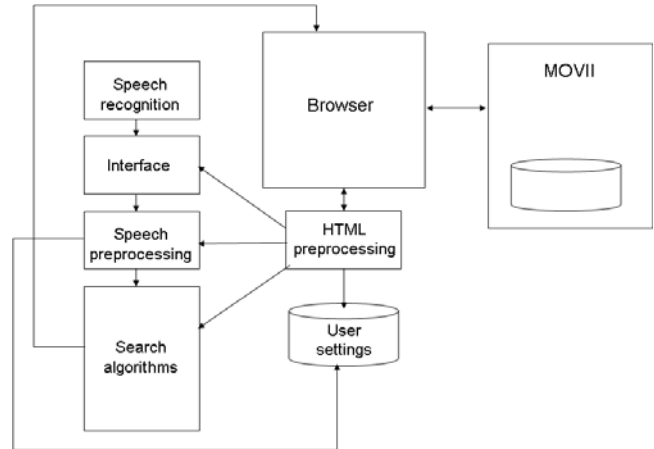 Speech
recognition
Interface
Speech
preprocessing
Search
algorithms
Browser
HTML
preprocessing
User
settings
MOVII